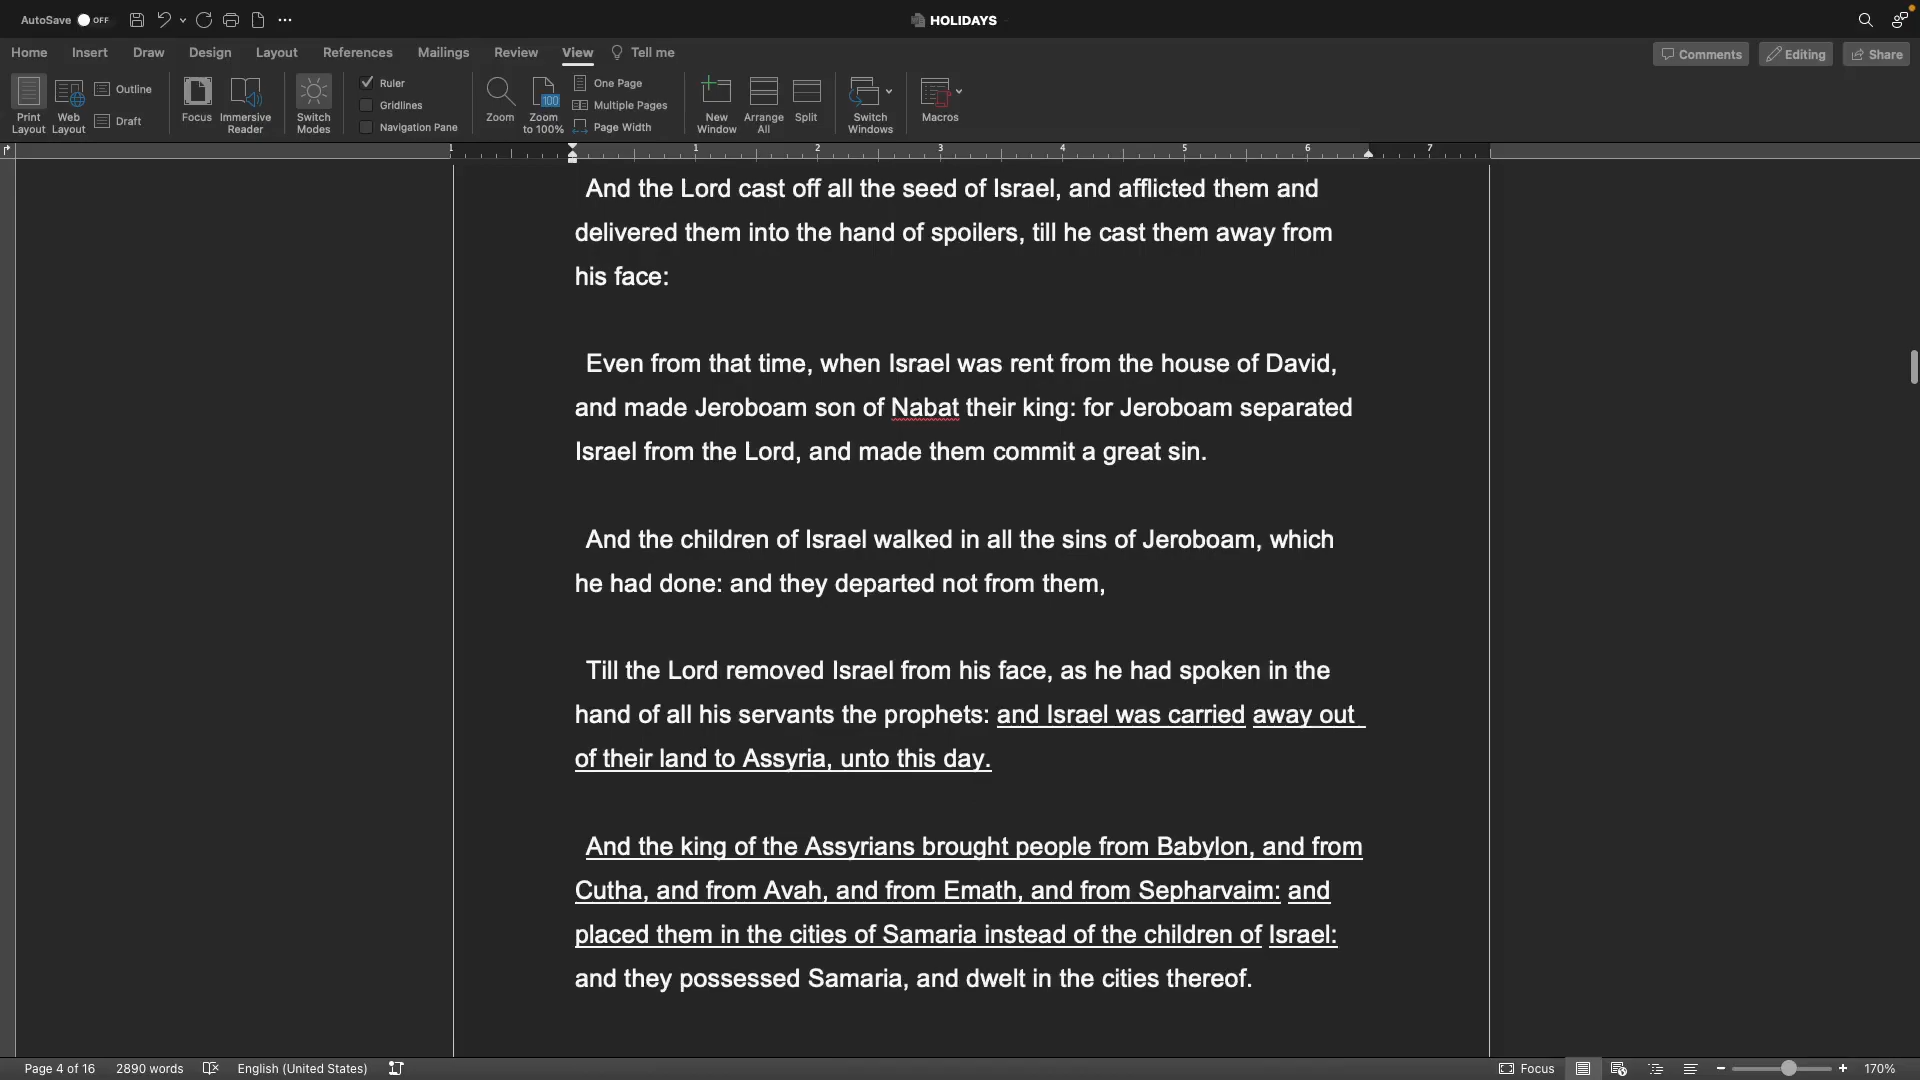 AutoSave OFF HOLIDAYS
Home Insert Draw Design Layout References Mailings Review View Tell me Comments Editing Share
Print Layout Web Layout Outline Draft Focus Immersive Reader Switch Modes Ruler Gridlines Navigation Pane Zoom 100 Zoom to 100% One Page Multiple Pages Page Width New Window Arrange All Split Switch Windows Macros
1 1 2 3 4 5 6 7
And the Lord cast off all the seed of Israel, and afflicted them and
delivered them into the hand of spoilers, till he cast them away from
his face:
Even from that time, when Israel was rent from the house of David,
and made Jeroboam son of Nabat their king: for Jeroboam separated
Israel from the Lord, and made them commit a great sin.
And the children of Israel walked in all the sins of Jeroboam, which
he had done: and they departed not from them,
Till the Lord removed Israel from his face, as he had spoken in the
hand of all his servants the prophets: and Israel was carried away out
of their land to Assyria, unto this day.
And the king of the Assyrians brought people from Babylon, and from
Cutha, and from Avah, and from Emath, and from Sepharvaim: and
placed them in the cities of Samaria instead of the children of Israel:
and they possessed Samaria, and dwelt in the cities thereof.
Page 4 of 16 2890 words English (United States) Focus 170%